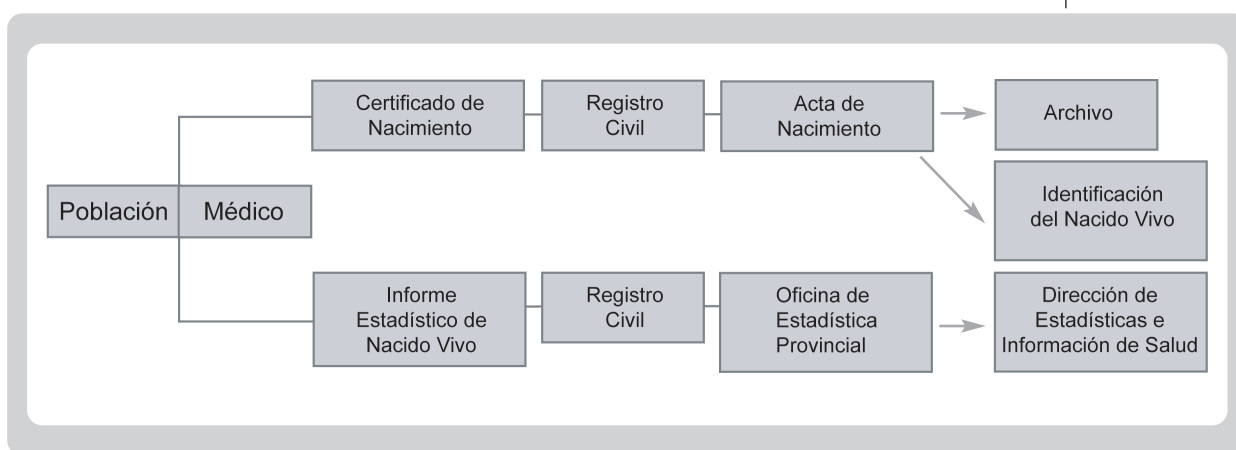 Población
Médico
Certificado de
Nacimiento
Registro
Civil
Acta de
Nacimiento
Archivo
Identificación
del Nacido Vivo
Informe
Estadístico de
Nacido Vivo
Registro
Civil
Oficina de
Estadística
Provincial
Dirección de
Estadísticas e
Información de Salud